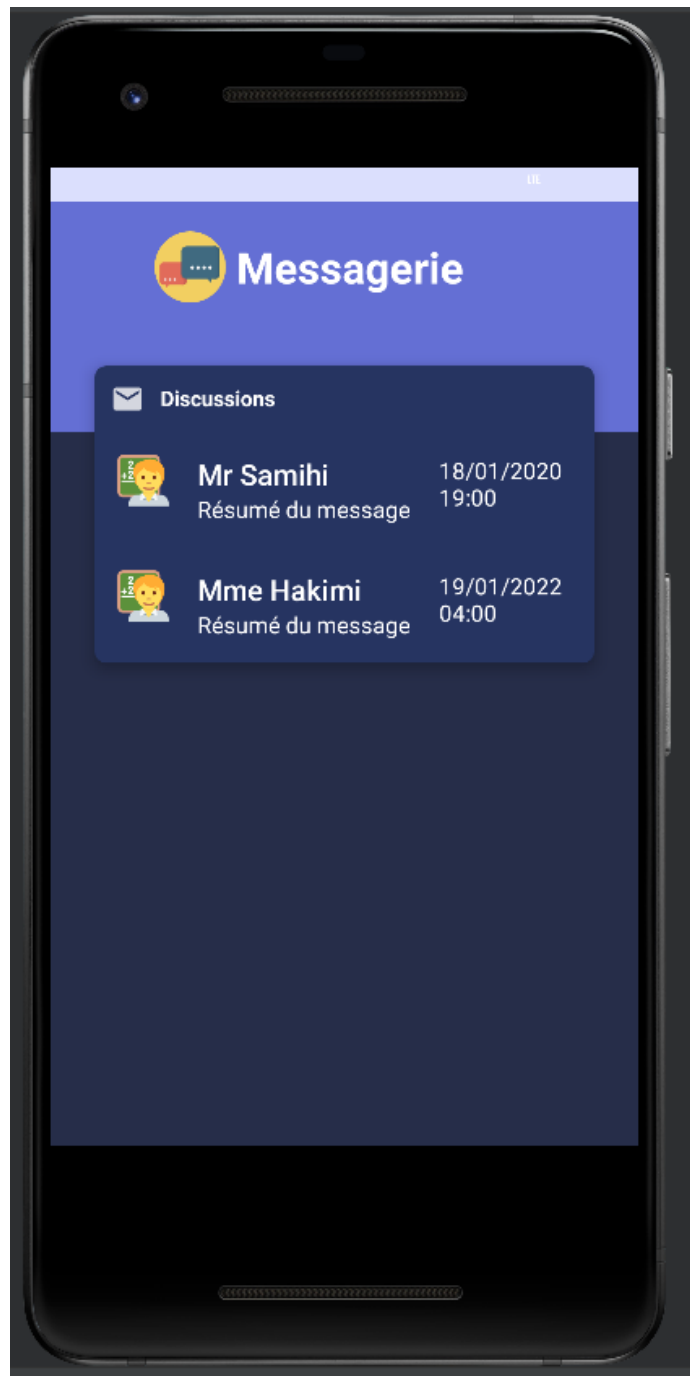 Messagerie
Discussions
Mr Samihi
Résumé du message
18/01/2020
19:00
Mme Hakimi
Résumé du message
19/01/2022
04:00